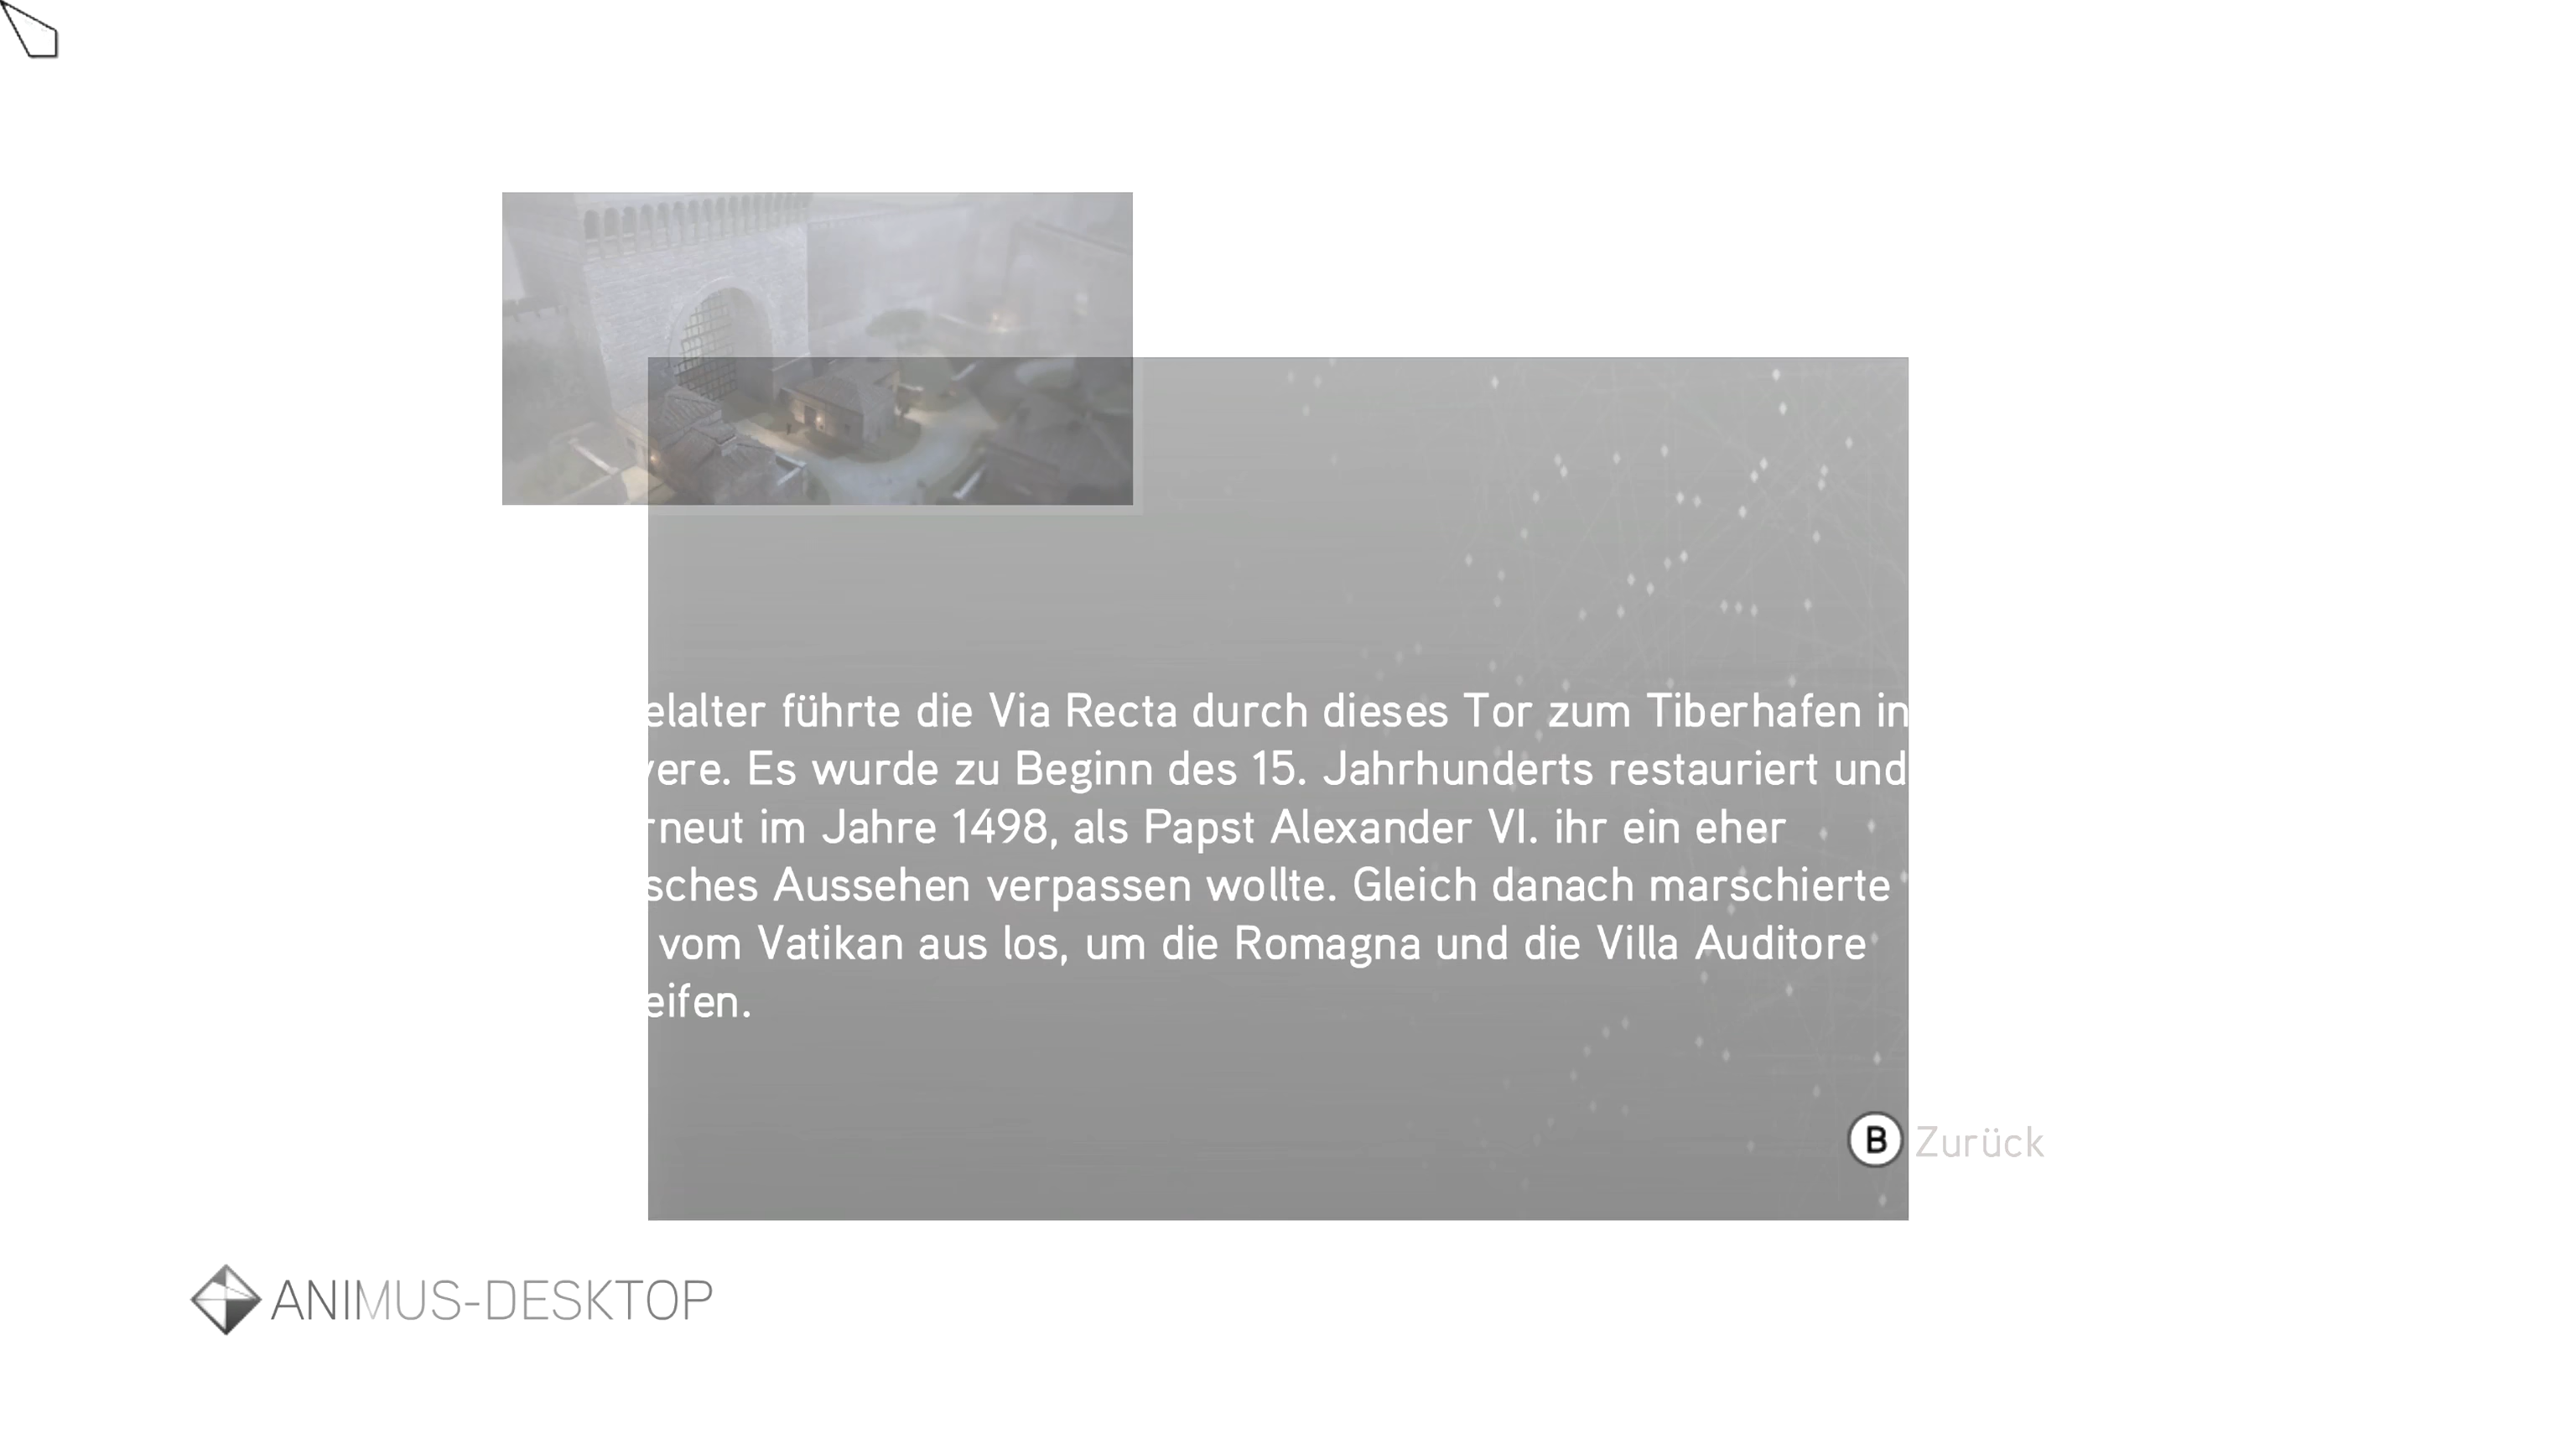 elalter führte die Via Recta durch dieses Tor zum Tiberhafen in
vere. Es wurde zu Beginn des 15. Jahrhunderts restauriert und
rneut im Jahre 1498, als Papst Alexander VI. ihr ein eher
sches Aussehen verpassen wollte. Gleich danach marschierte
vom Vatikan aus los, um die Romagna und die Villa Auditore
eifen.
B Zurück
ANIMUS-DESKTOP